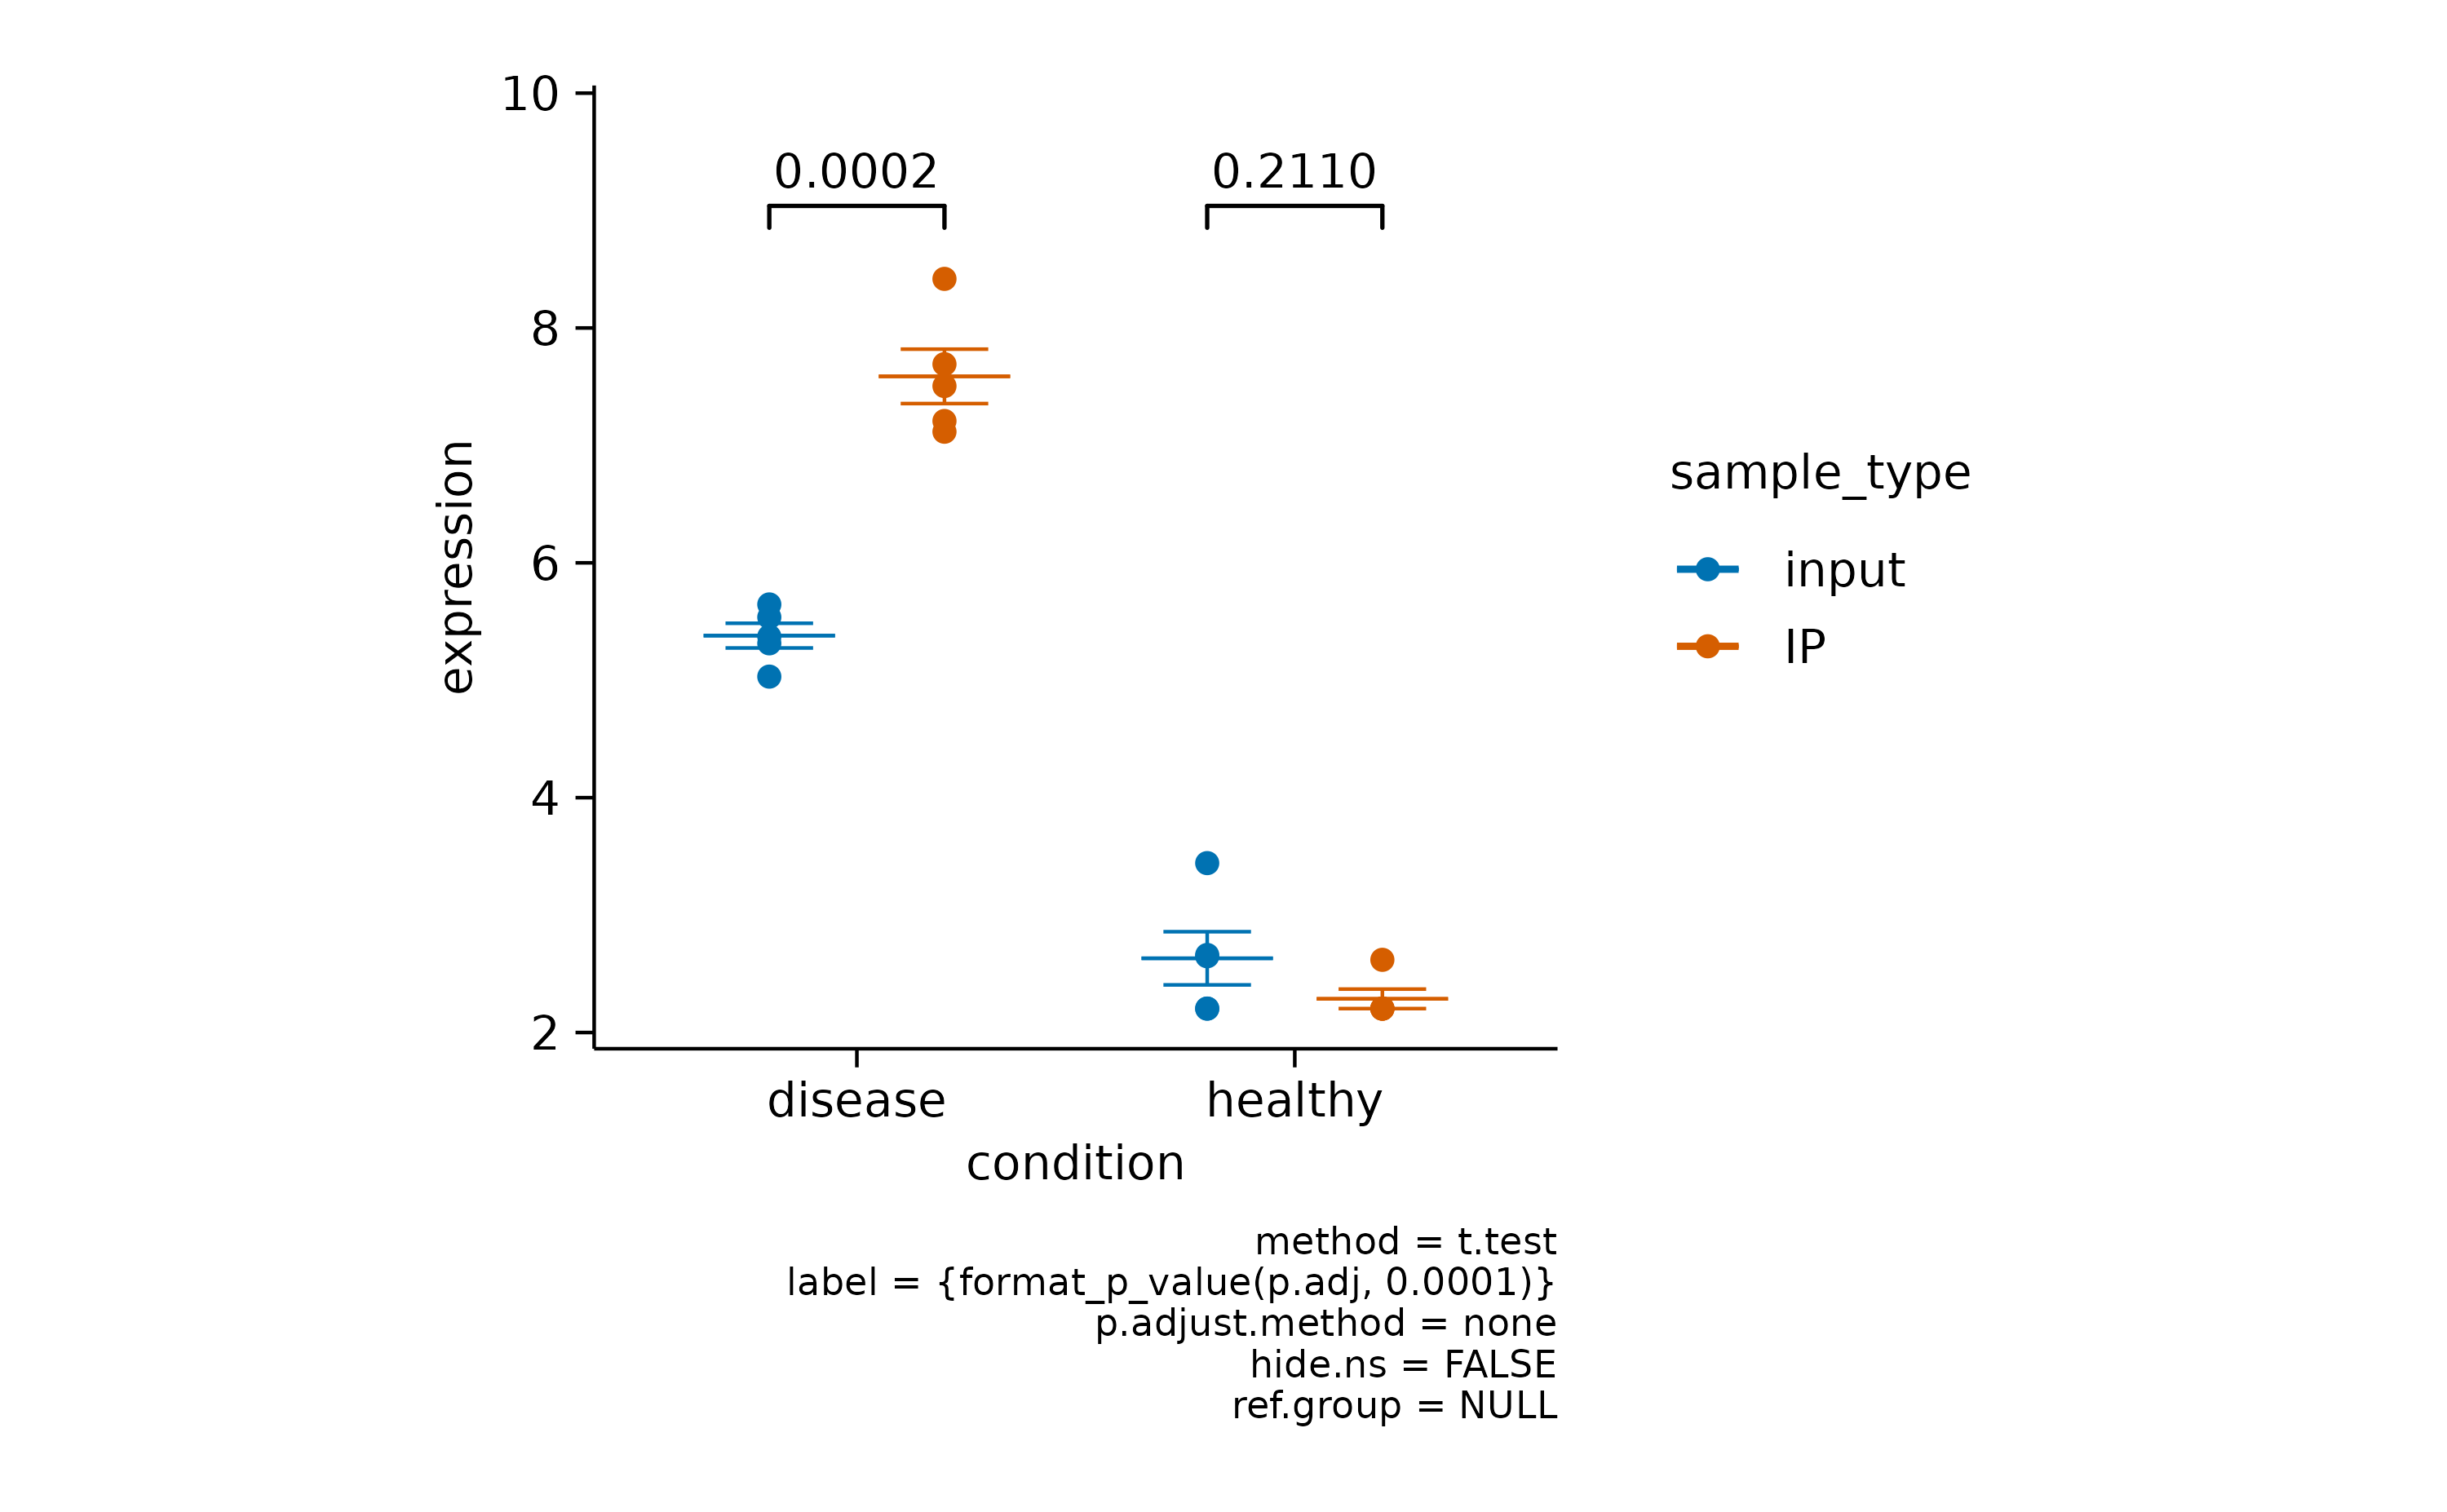 10
0.0002
0.2110
8
6
4
2
expression
sample_type
input
IP
disease
healthy
condition
method = t.test
label = {format_p_value(p.adj, 0.0001)}
p.adjust.method = none
hide.ns = FALSE
ref.group = NULL